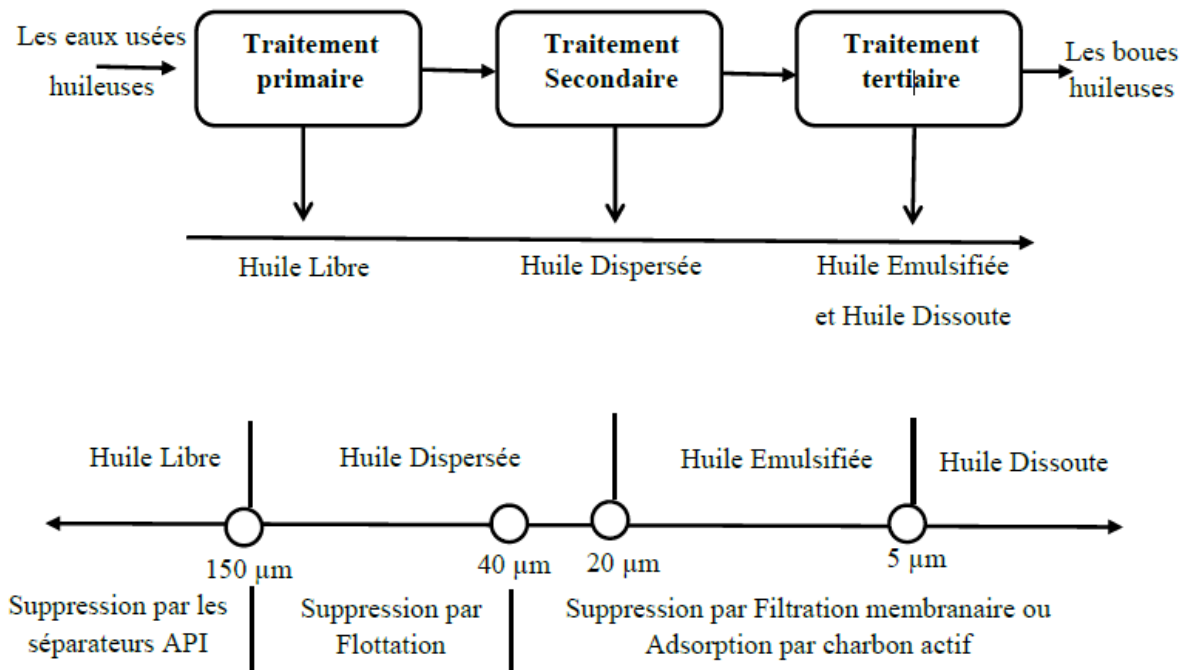 Les eaux usées
huileuses
Traitement
primaire
Traitement
Secondaire
Traitement
tertiaire
Les boues
huileuses
Huile Libre
Huile Dispersée
Huile Emulsifiée
et Huile Dissoute
Huile Libre
Huile Dispersée
Huile Emulsifiée
Huile Dissoute
150 µm
40 µm
20 µm
5 µm
Suppression par les
séparateurs API
Suppression par
Flottation
Suppression par Filtration membranaire ou
Adsorption par charbon actif